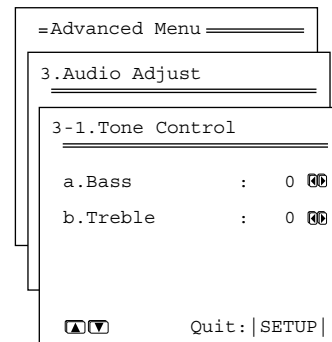 =Advanced Menu
3.Audio Adjust
3-1.Tone Control
a.Bass : 0
b.Treble : 0
Quit:|SETUP|